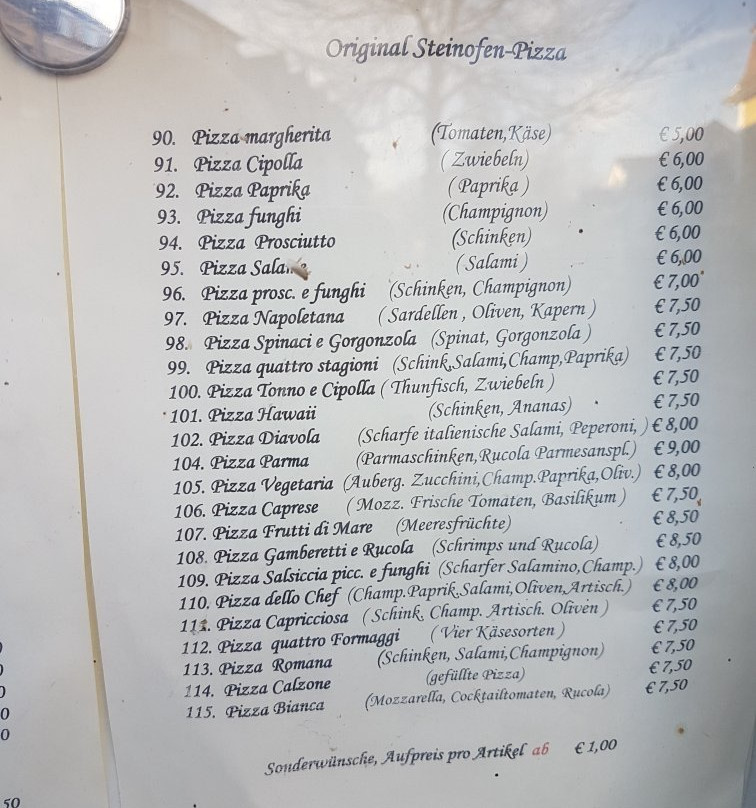 Original Steinofen-Pizza
90. Pizza margherita (Tomaten,Käse) € 5,00
91. Pizza Cipolla ( Zwiebeln) € 6,00
92. Pizza Paprika ( Paprika ) € 6,00
93. Pizza funghi (Champignon) € 6,00
94. Pizza Prosciutto (Schinken) € 6,00
95. Pizza (Salami ) € 6,00
96. Pizza prosc. e funghi (Schinken, Champignon) € 7,00
97. Pizza Napoletana ( Sardellen , Oliven, Kapern ) € 7,50
98. Pizza Spinaci e Gorgonzola (Spinat, Gorgonzola ) € 7,50
99. Pizza quattro stagioni (Schink,Salami,Champ,Paprika) € 7,50
100. Pizza Tonno e Cipolla ( Thunfisch, Zwiebeln ) € 7,50
101. Pizza Hawaii (Schinken, Ananas) € 7,50
102. Pizza Diavola (Scharfe italienische Salami, Peperoni, ) € 8,00
104. Pizza Parma (Parmaschinken,Rucola Parmesanspl.) € 9,00
105. Pizza Vegetaria (Auberg. Zucchini,Champ.Paprika,Oliv.) € 8,00
106. Pizza Caprese ( Mozz. Frische Tomaten, Basilikum ) € 7,50
107. Pizza Frutti di Mare (Meeresfrüchte) € 8,50
108. Pizza Gamberetti e Rucola (Schrimps und Rucola) € 8,50
109. Pizza Salsiccia picc. e funghi (Scharfer Salamino,Champ.) € 8,00
110. Pizza dello Chef (Champ.Paprik,Salami,Oliven,Artisch.) € 8,00
111. Pizza Capricciosa ( Schink, Champ. Artisch. Oliven ) € 7,50
112. Pizza quattro Formaggi ( Vier Käsesorten ) € 7,50
113. Pizza Romana (Schinken, Salami,Champignon) € 7,50
114. Pizza Calzone (gefüllte Pizza) € 7,50
115. Pizza Bianca (Mozzarella, Cocktailtomaten, Rucola) € 7,50
Sonderwünsche, Aufpreis pro Artikel ab € 1,00